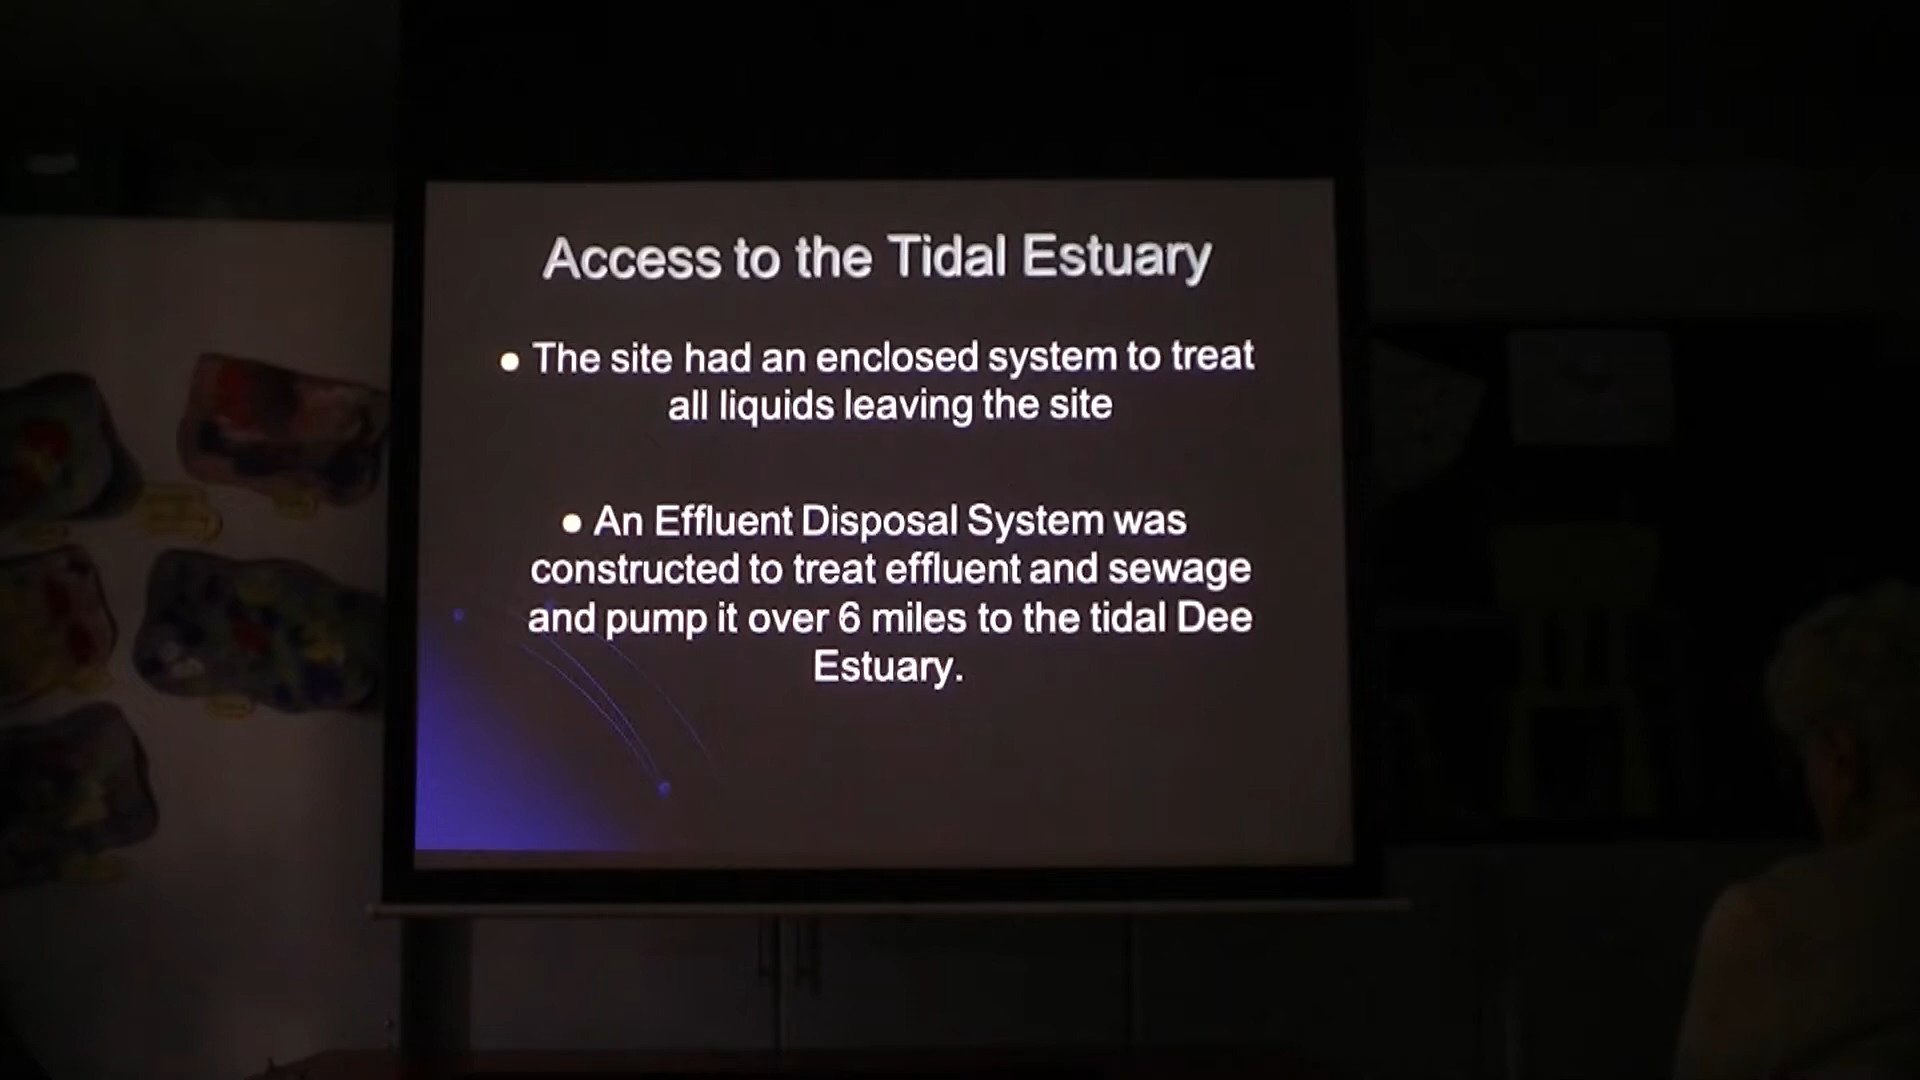 Access to the Tidal Estuary
● The site had an enclosed system to treat
all liquids leaving the site
● An Effluent Disposal System was
constructed to treat effluent and sewage
and pump it over 6 miles to the tidal Dee
Estuary.